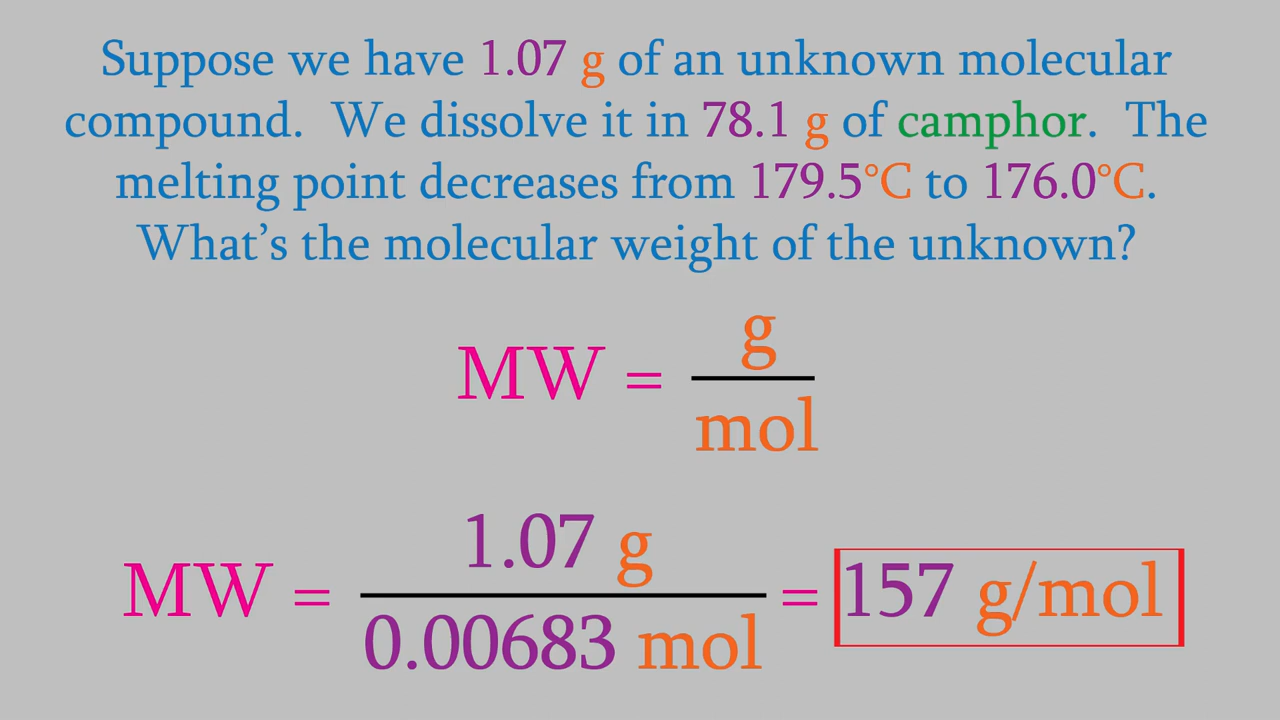 Suppose we have 1.07 g of an unknown molecular
compound. We dissolve it in 78.1 g of camphor. The
melting point decreases from 179.5°C to 176.0°C.
What’s the molecular weight of the unknown?
MW = g/mol
MW = 1.07 g/0.00683 mol = 157 g/mol